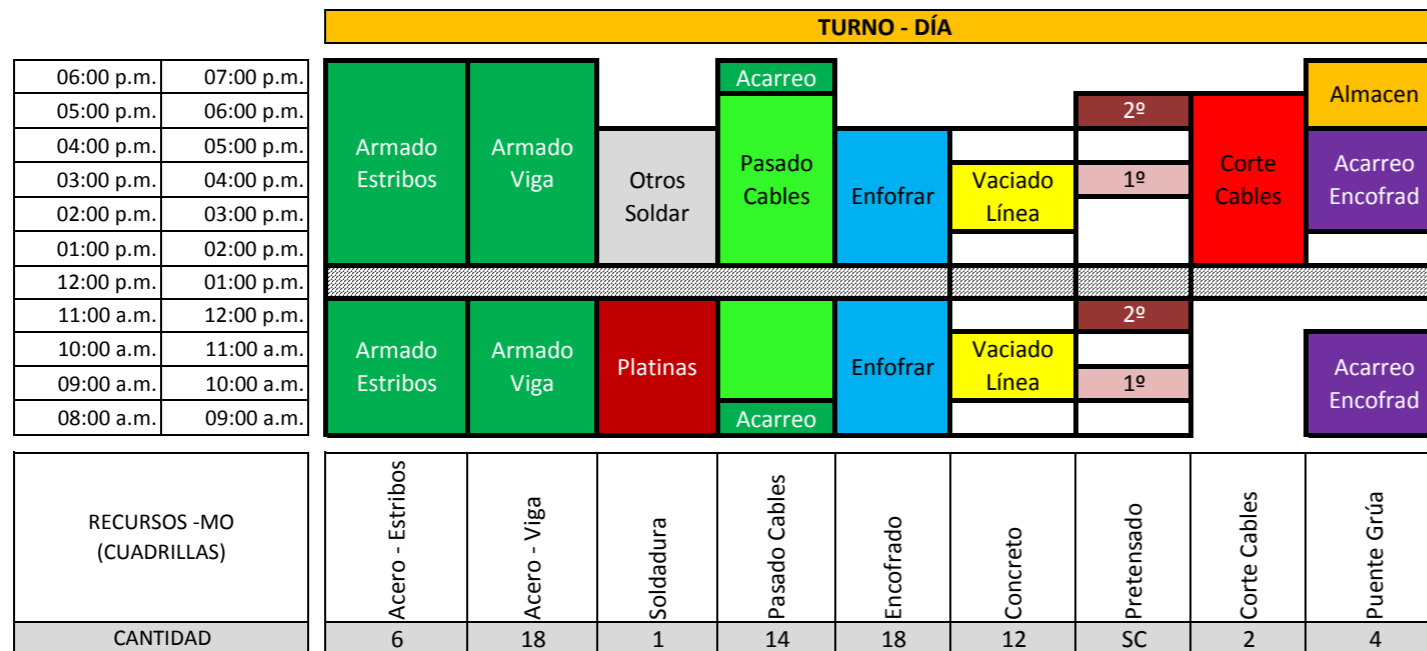 TURNO - DÍA
06:00 p.m. 07:00 p.m. Acarreo
Almacen
05:00 p.m. 06:00 p.m. 2º
04:00 p.m. 05:00 p.m.
Armado Armado Pasado Corte Acarreo
Estribos Viga Cables Cables Encofrad
03:00 p.m. 04:00 p.m. Otros Enfofrar Vaciado 1º
02:00 p.m. 03:00 p.m. Soldar Línea
01:00 p.m. 02:00 p.m.
12:00 p.m. 01:00 p.m.
11:00 a.m. 12:00 p.m. 2º
10:00 a.m. 11:00 a.m. Armado Armado Platinas Enfofrar Vaciado Acarreo
09:00 a.m. 10:00 a.m. Estribos Viga Línea 1º Encofrad
08:00 a.m. 09:00 a.m. Acarreo
RECURSOS -MO
(CUADRILLAS)
Acero - Estribos
Acero - Viga
Soldadura
Pasado Cables
Encofrado
Concreto
Pretensado
Corte Cables
Puente Grúa
CANTIDAD 6 18 1 14 18 12 SC 2 4